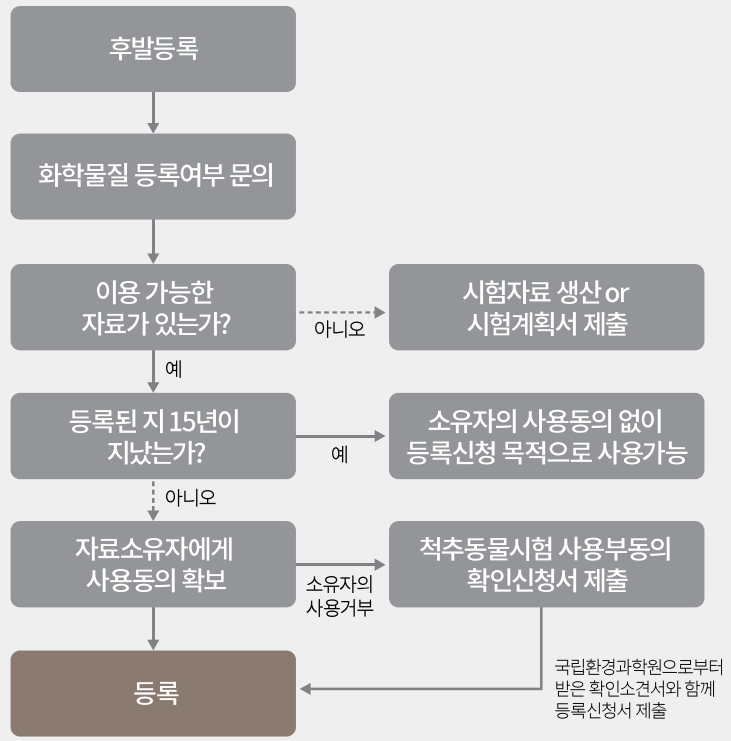 후발등록
화학물질 등록여부 문의
이용 가능한
자료가 있는가?
아니오
시험자료 생산 or
시험계획서 제출
예
등록된 지 15년이
지났는가?
예
소유자의 사용동의 없이
등록신청 목적으로 사용가능
아니오
자료소유자에게
사용동의 확보
소유자의
사용거부
척추동물시험 사용부동의
확인신청서 제출
국립환경과학원으로부터
받은 확인소견서와 함께
등록신청서 제출
등록